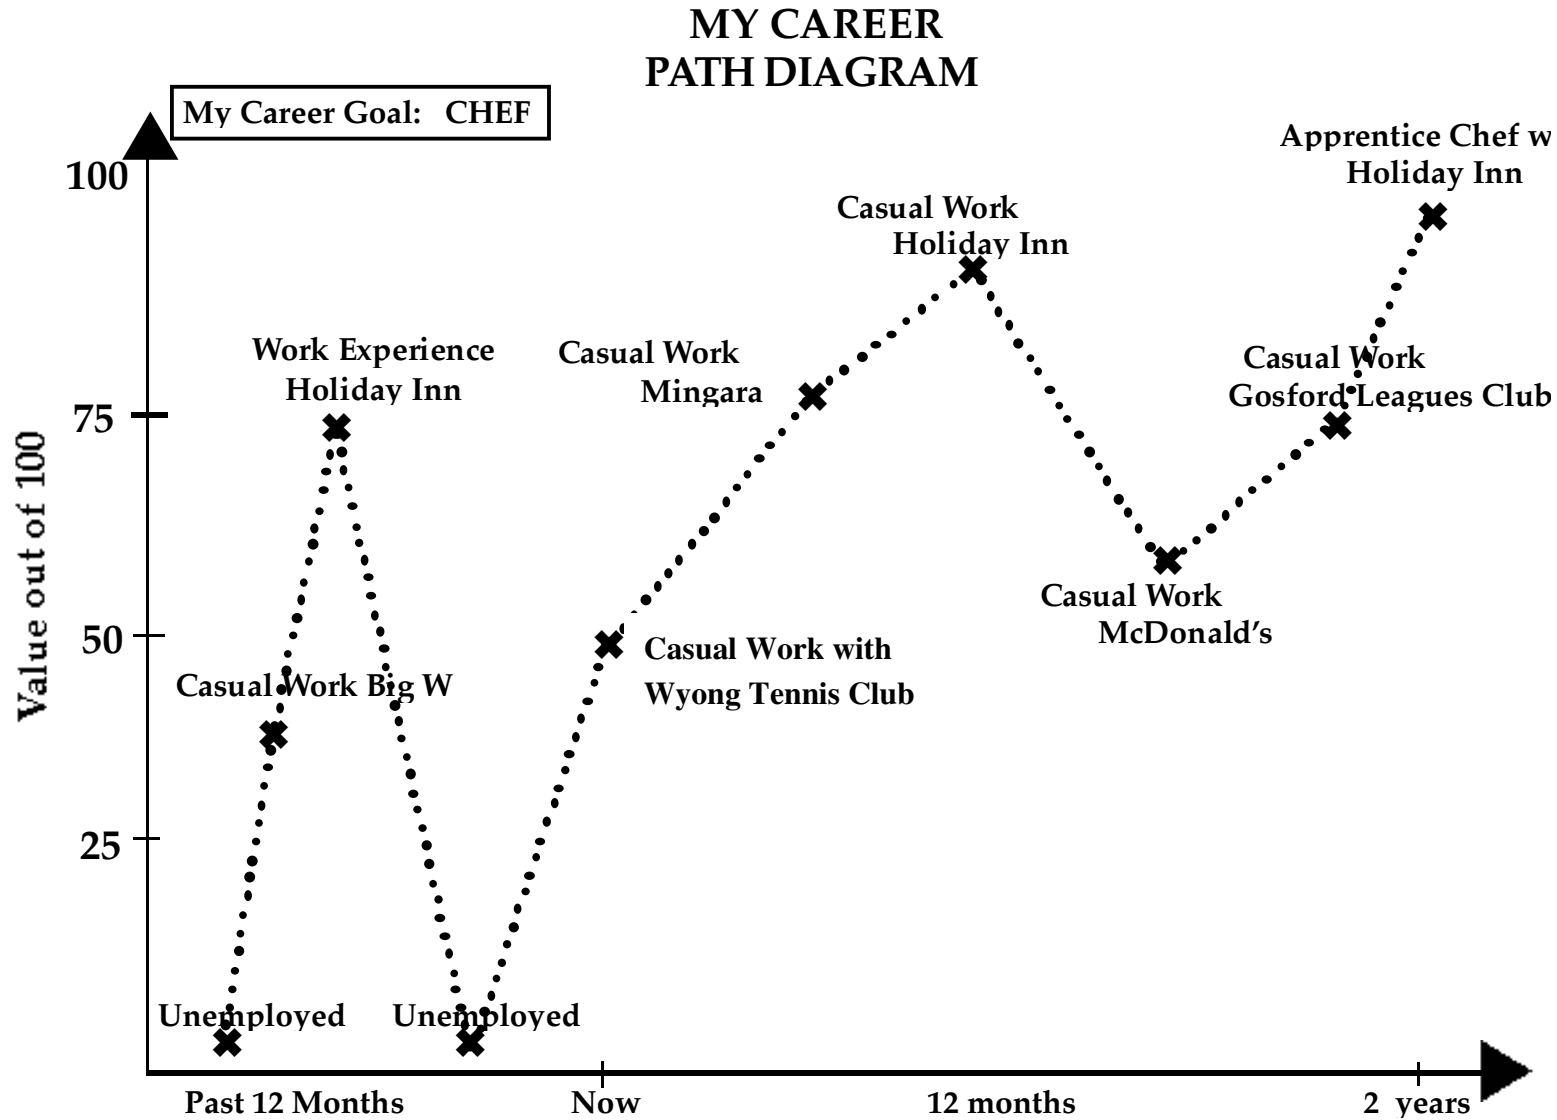 MY CAREER
PATH DIAGRAM
My Career Goal: CHEF
100
Apprentice Chef w
Holiday Inn
Casual Work
Holiday Inn
Work Experience
Holiday Inn
Casual Work
Mingara
Casual Work
Gosford Leagues Club
75
Value out of 100
50
Casual Work
McDonald's
Casual Work with
Wyong Tennis Club
Casual Work Big W
25
Unemployed
Unemployed
Past 12 Months
Now
12 months
2 years